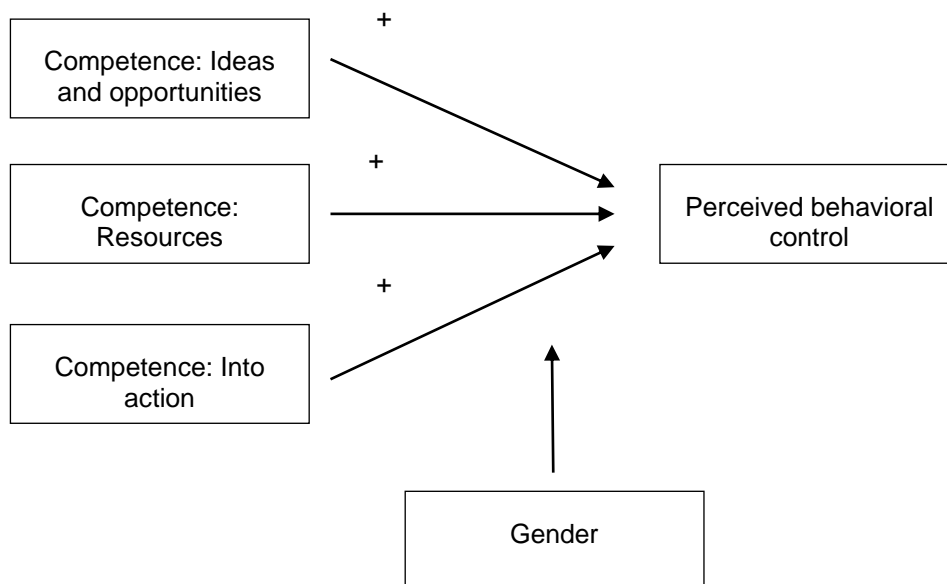 +
Competence: Ideas
and opportunities
+
Competence:
Resources
Perceived behavioral
control
+
Competence: Into
action
Gender